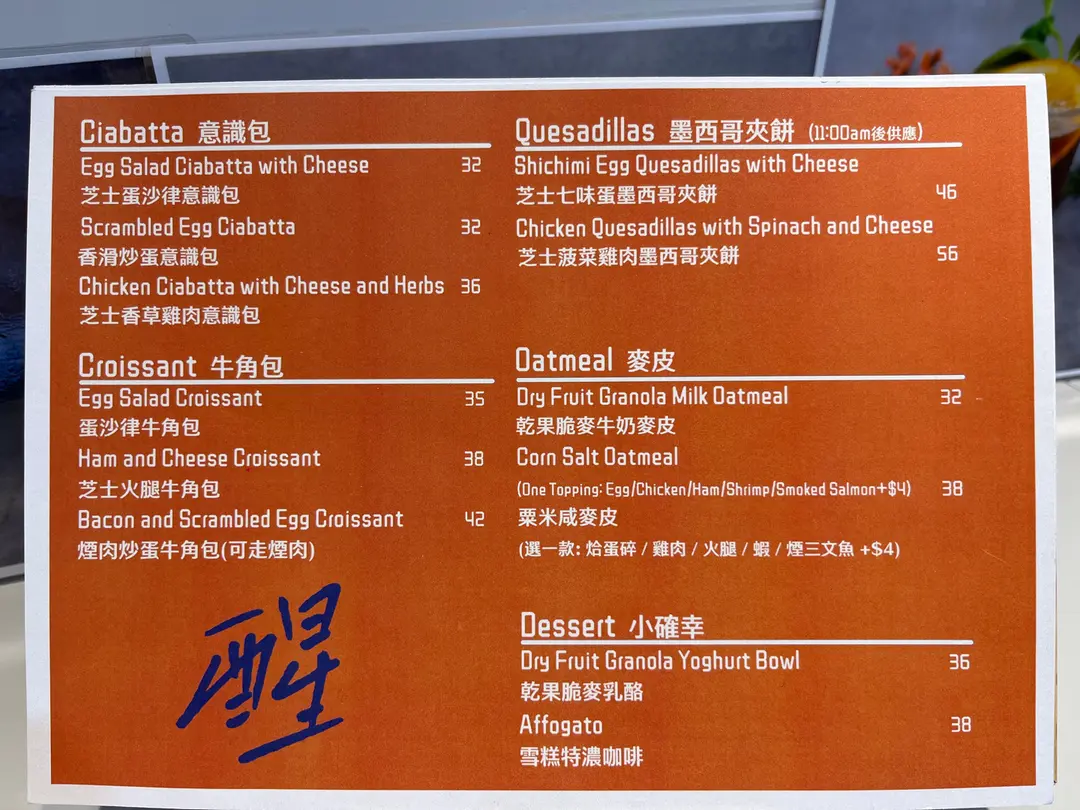 Ciabatta 意識包
Egg Salad Ciabatta with Cheese 32
芝士蛋沙律意識包
Scrambled Egg Ciabatta 32
香滑炒蛋意識包
Chicken Ciabatta with Cheese and Herbs 36
芝士香草雞肉意識包
Croissant 牛角包
Egg Salad Croissant 35
蛋沙律牛角包
Ham and Cheese Croissant 38
芝士火腿牛角包
Bacon and Scrambled Egg Croissant 42
煙肉炒蛋牛角包(可走煙肉)
醒
Quesadillas 墨西哥夾餅 (11:00am後供應)
Shichimi Egg Quesadillas with Cheese
芝士七味蛋墨西哥夾餅 46
Chicken Quesadillas with Spinach and Cheese
芝士菠菜雞肉墨西哥夾餅 56
Oatmeal 麥皮
Dry Fruit Granola Milk Oatmeal 32
乾果脆麥牛奶麥皮
Corn Salt Oatmeal
(One Topping: Egg/Chicken/Ham/Shrimp/Smoked Salmon+$4) 38
粟米咸麥皮
(選一款: 烚蛋碎 / 雞肉 / 火腿 / 蝦 / 煙三文魚 +$4)
Dessert 小確幸
Dry Fruit Granola Yoghurt Bowl 36
乾果脆麥乳酪
Affogato 38
雪糕特濃咖啡